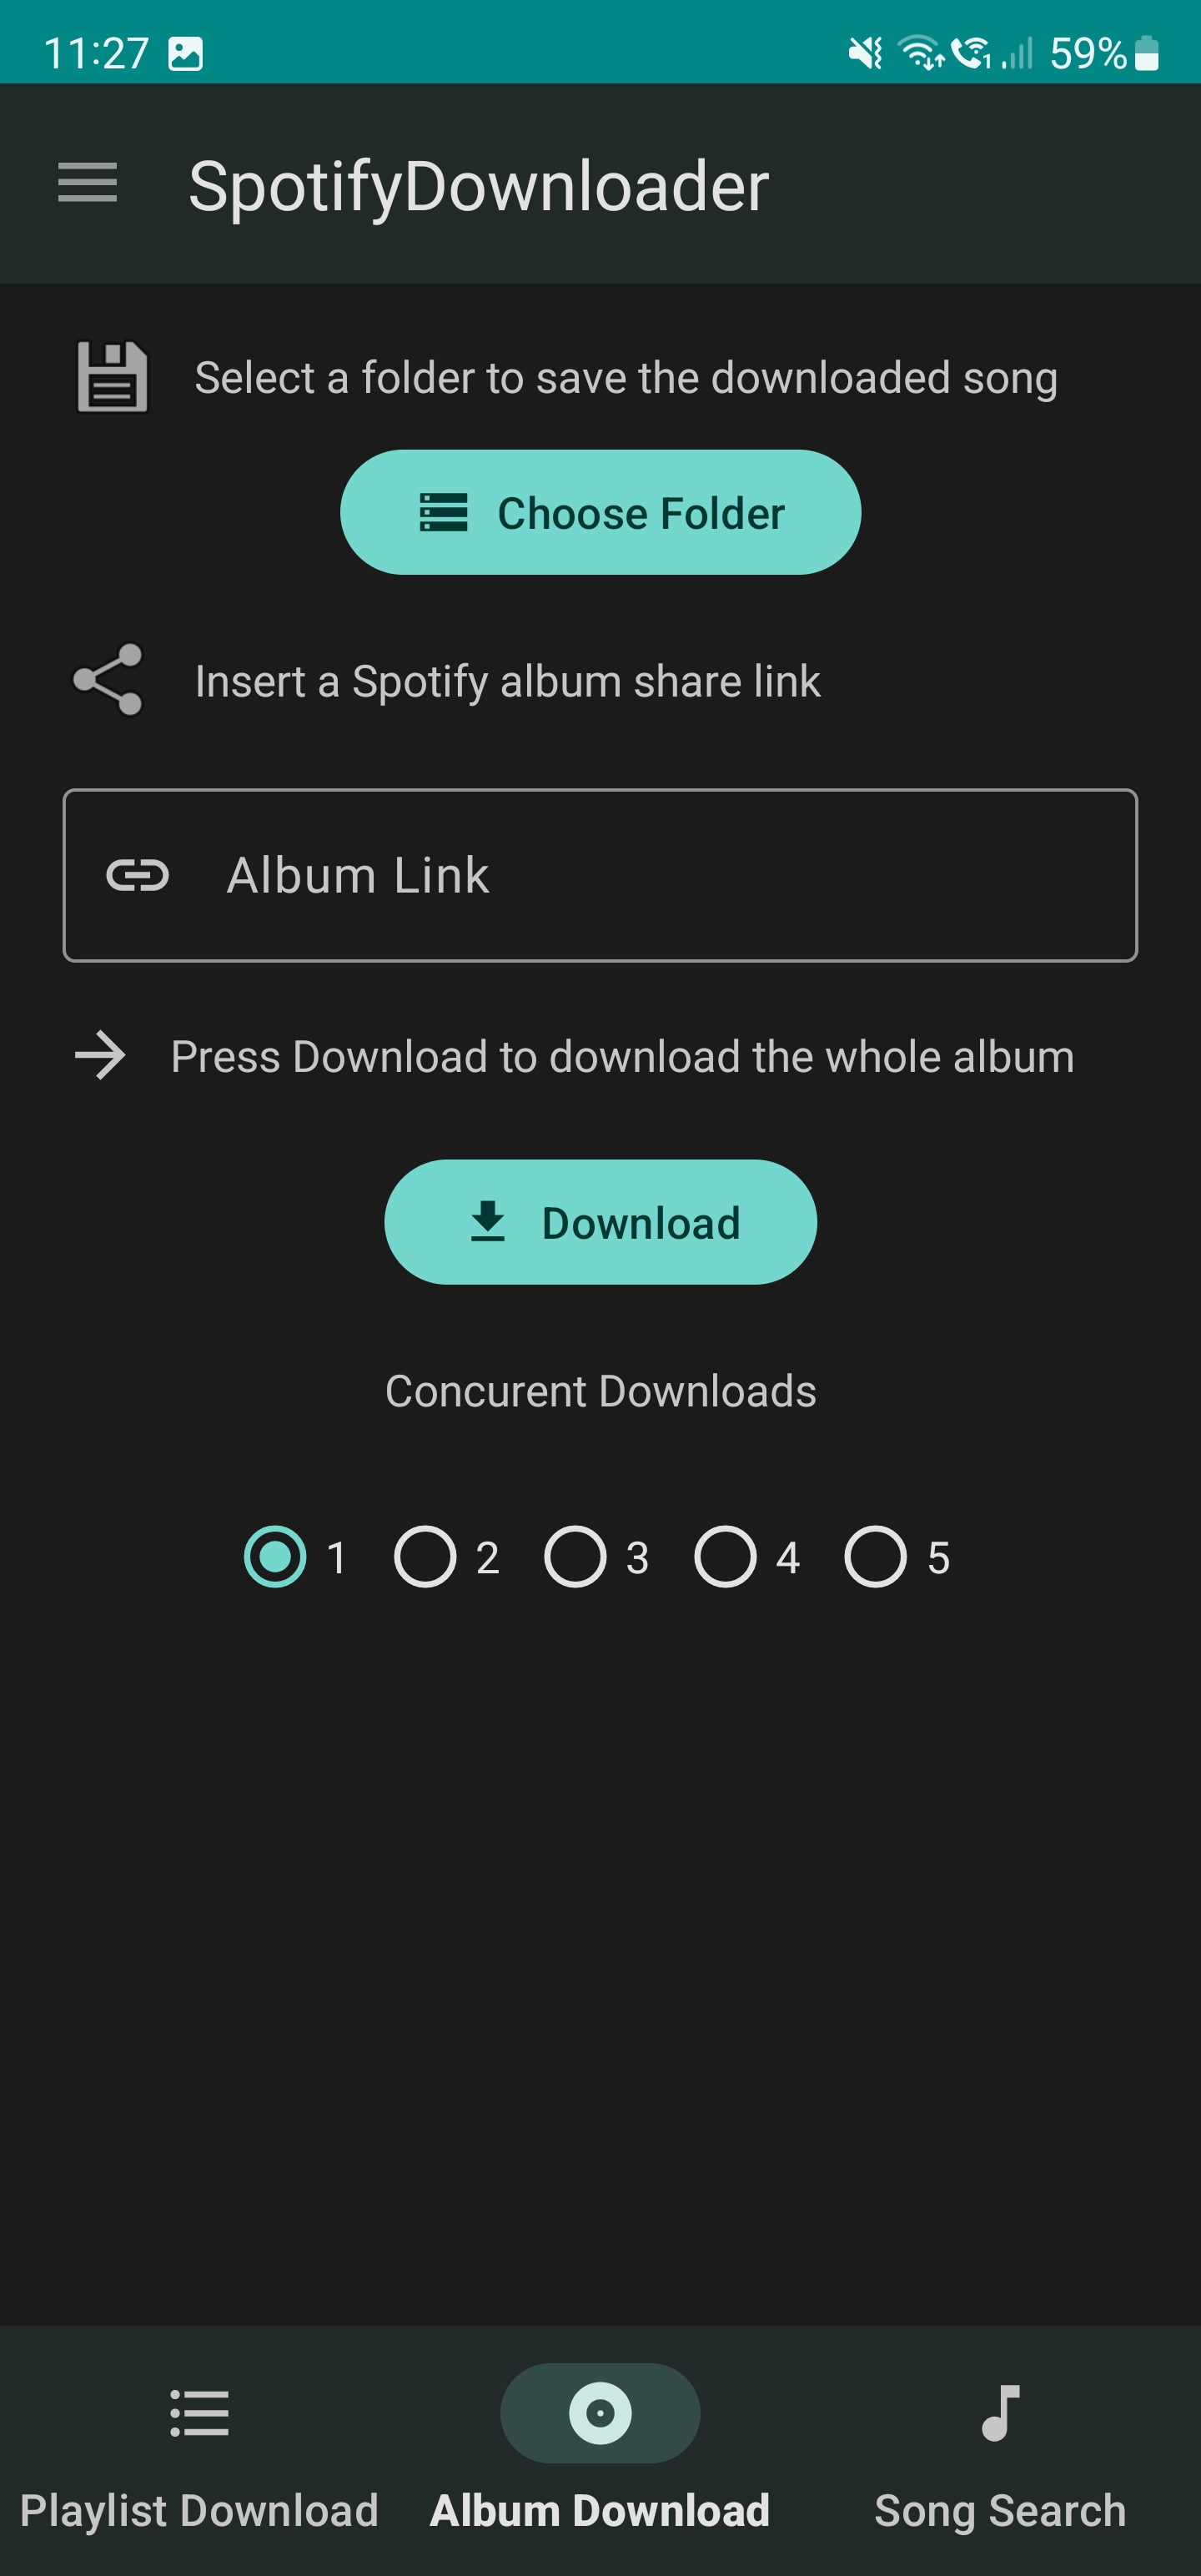 11:27
59%
SpotifyDownloader
Select a folder to save the downloaded song
Choose Folder
Insert a Spotify album share link
Album Link
Press Download to download the whole album
Download
Concurent Downloads
1 2 3 4 5
Playlist Download Album Download Song Search